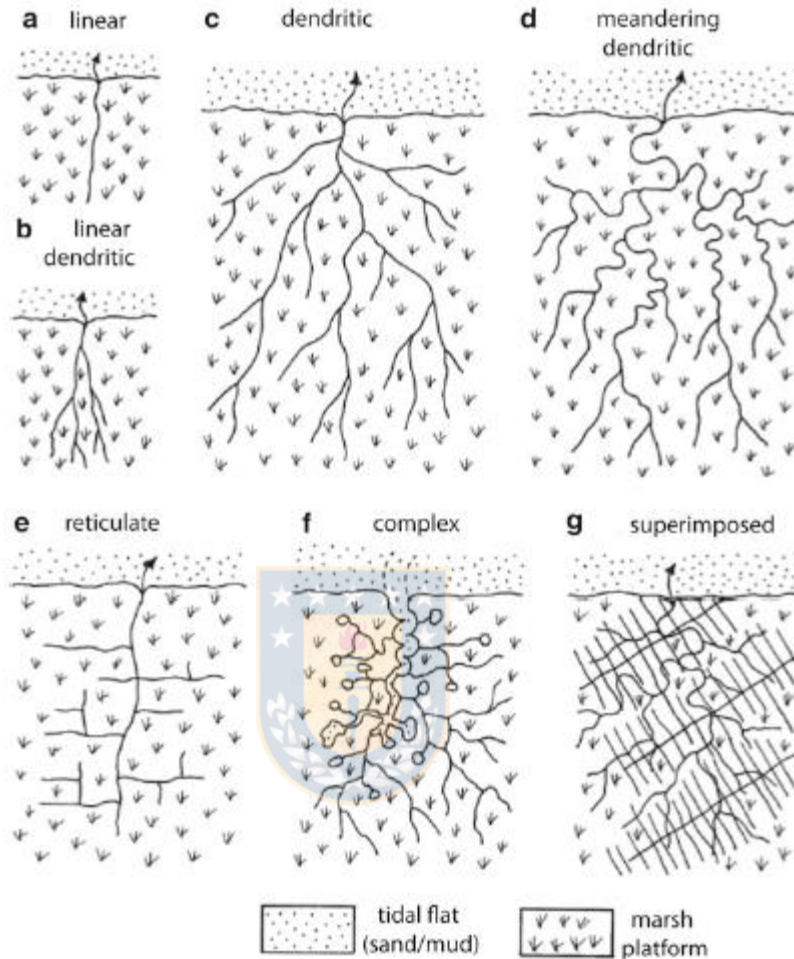 a linear
b linear
dendritic
c dendritic
d meandering
dendritic
e reticulate
f complex
g superimposed
tidal flat
(sand/mud)
marsh
platform